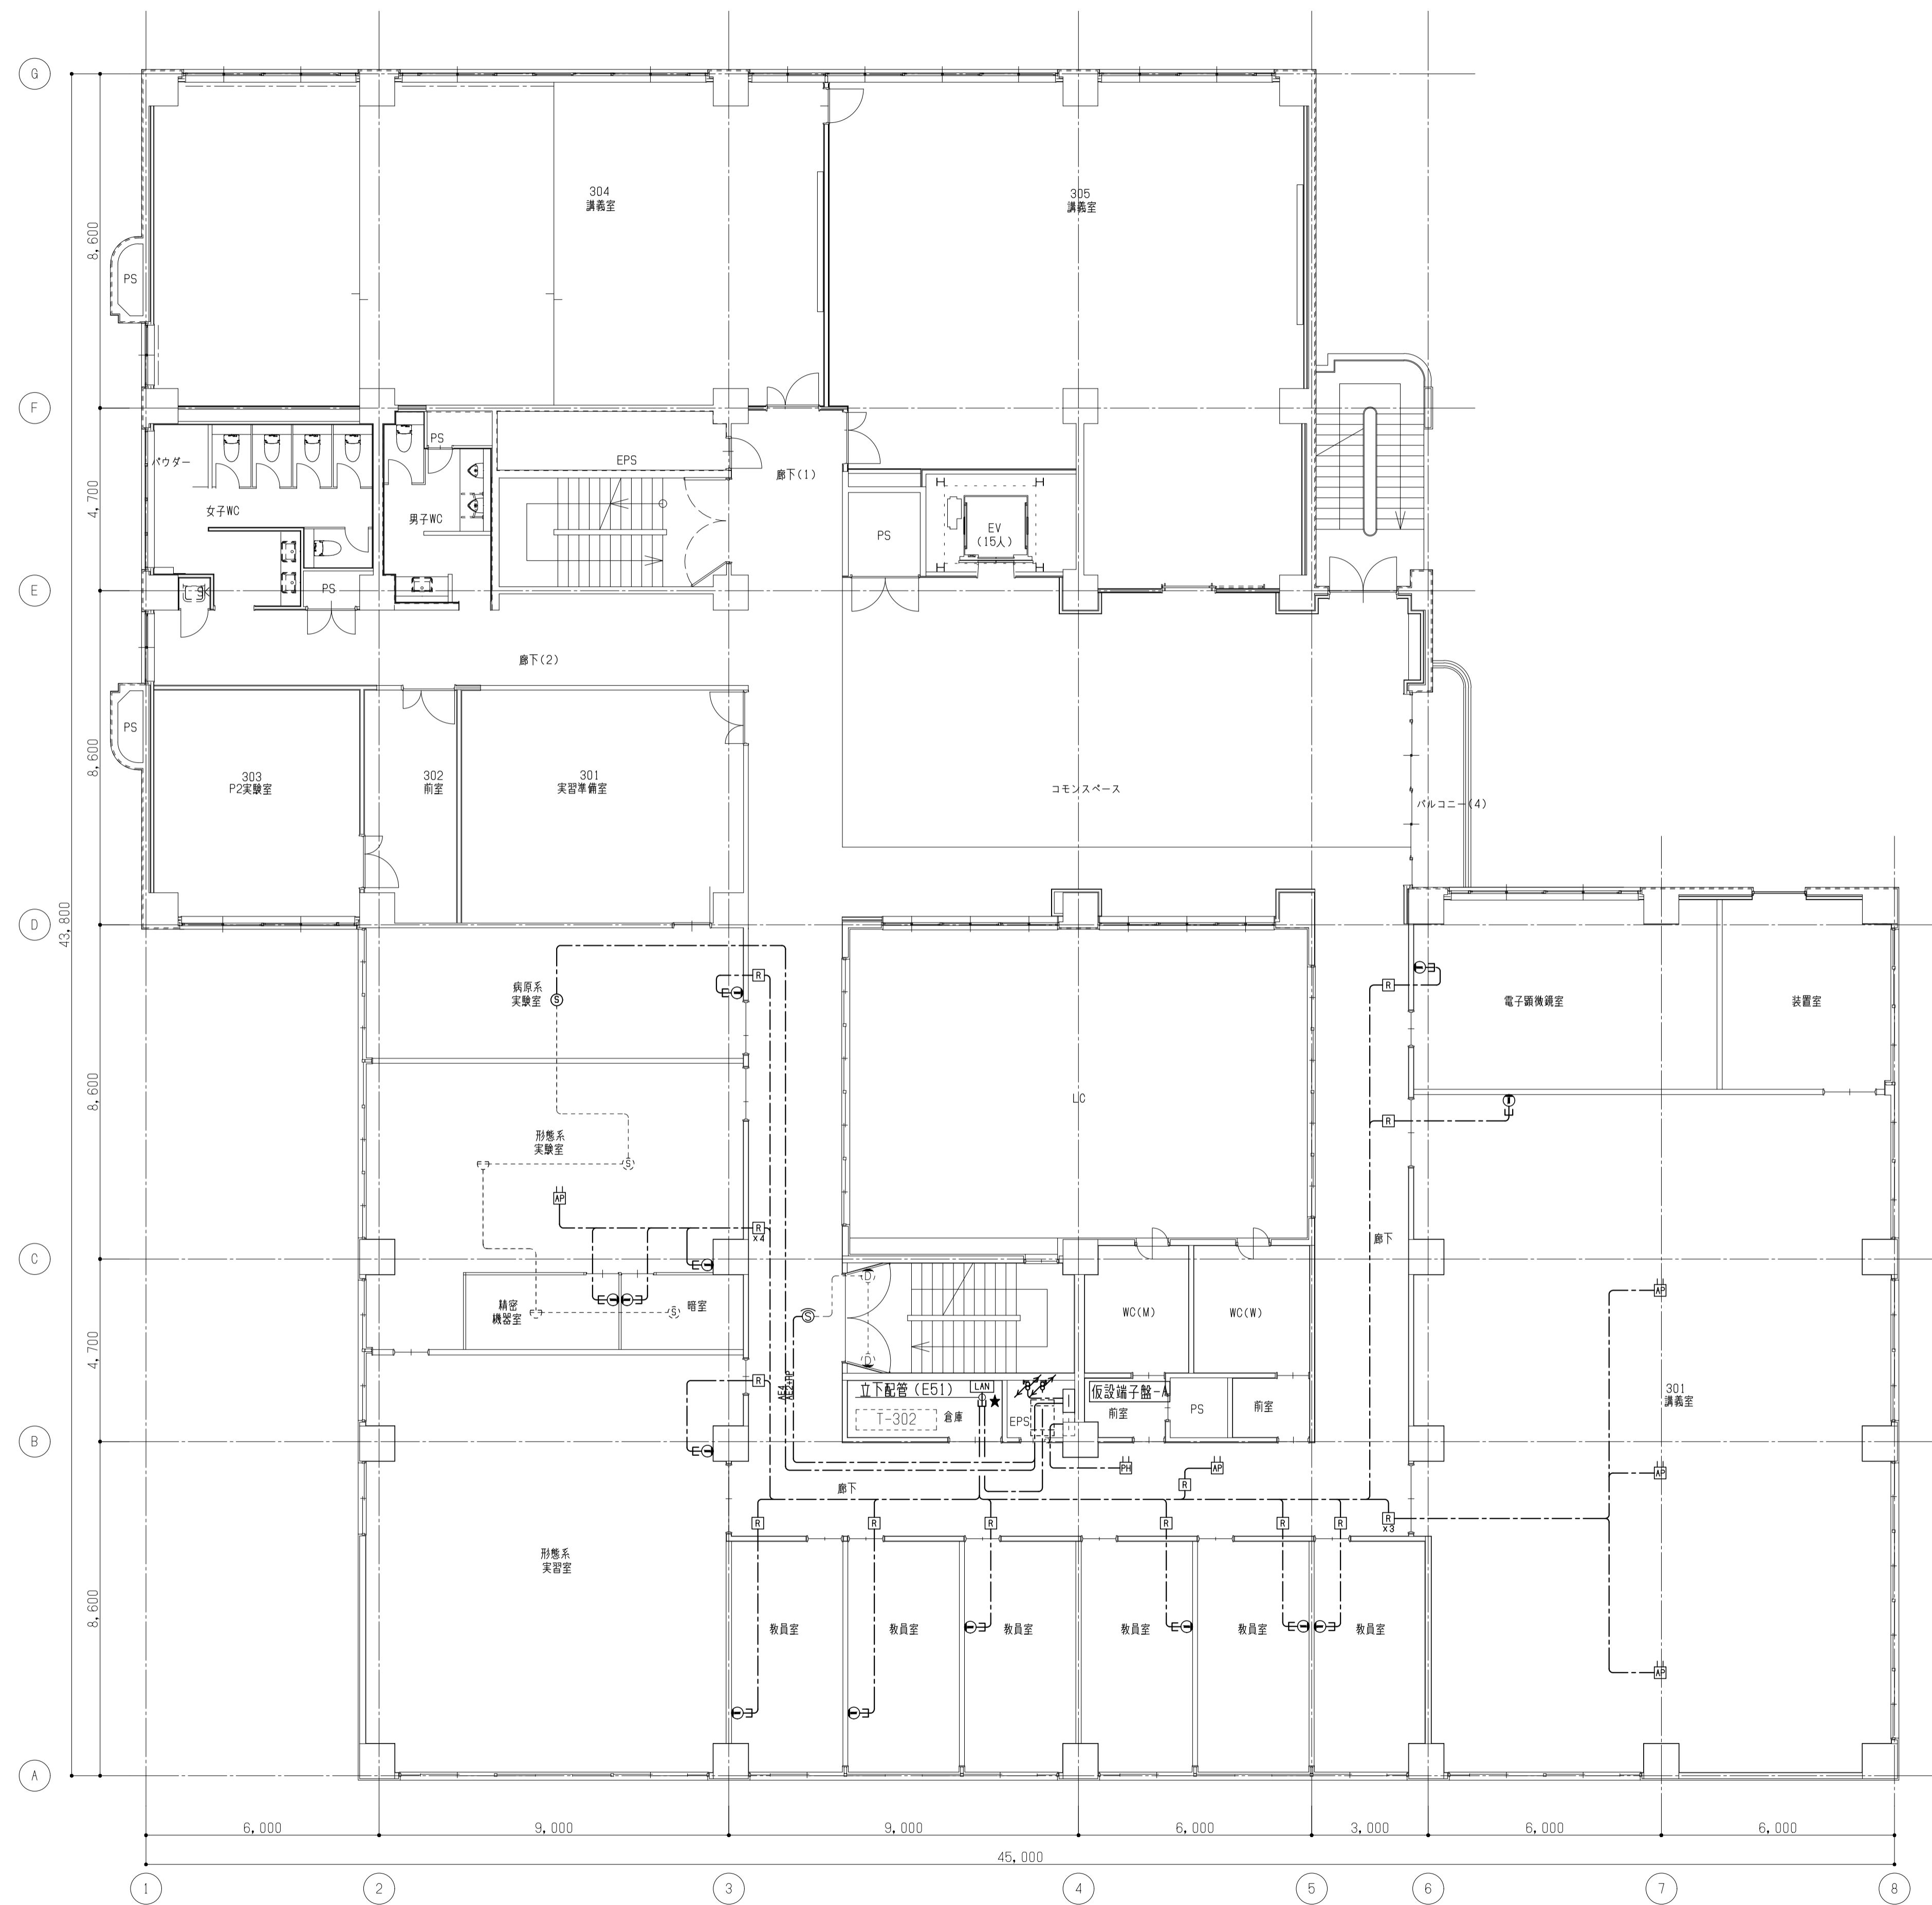 G
304
講義室
305
講義室
8,600
PS
F
パウダー
PS
EPS
廊下(1)
4,700
女子WC
男子WC
PS
EV
(15人)
E
PS
廊下(2)
PS
8,600
303
P2実験室
302
前室
301
実習準備室
コモンスペース
バルコニー(4)
D
43,800
病原系
実験室
S
R
R
電子顕微鏡室
装置室
8,600
LC
R
形態系
実験室
S
AP
R
x4
廊下
C
精密
機器室
S
暗室
S
D
WC(M)
WC(W)
AP
4,700
D
R
AE4
立下配管(E51)
LAN
仮設端子盤-A
301
講義室
T-302
倉庫
EPS
前室
PS
前室
B
PH
AP
AP
R
廊下
R
R
R
R
R
R
R
x3
形態系
実習室
8,600
教員室
教員室
教員室
教員室
教員室
教員室
AP
A
6,000
9,000
9,000
6,000
3,000
6,000
6,000
45,000
1
2
3
4
5
6
7
8